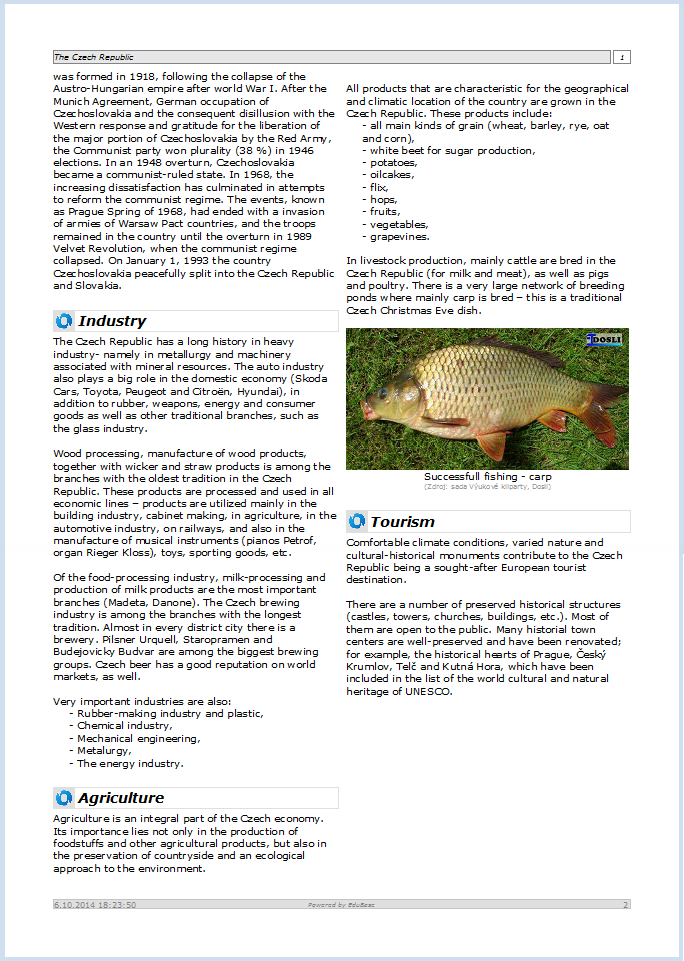 The Czech Republic
1
was formed in 1918, following the collapse of the
Austro-Hungarian empire after world War I. After the
Munich Agreement, German occupation of
Czechoslovakia and the consequent disillusion with the
Western response and gratitude for the liberation of
the major portion of Czechoslovakia by the Red Army,
the Communist party won plurality (38 %) in 1946
elections. In an 1948 overturn, Czechoslovakia
became a communist-ruled state. In 1968, the
increasing dissatisfaction has culminated in attempts
to reform the communist regime. The events, known
as Prague Spring of 1968, had ended with a invasion
of armies of Warsaw Pact countries, and the troops
remained in the country until the overturn in 1989
Velvet Revolution, when the communist regime
collapsed. On January 1, 1993 the country
Czechoslovakia peacefully split into the Czech Republic
and Slovakia.
Industry
The Czech Republic has a long history in heavy
industry- namely in metallurgy and machinery
associated with mineral resources. The auto industry
also plays a big role in the domestic economy (Skoda
Cars, Toyota, Peugeot and Citroën, Hyundai), in
addition to rubber, weapons, energy and consumer
goods as well as other traditional branches, such as
the glass industry.
Wood processing, manufacture of wood products,
together with wicker and straw products is among the
branches with the oldest tradition in the Czech
Republic. These products are processed and used in all
economic lines – products are utilized mainly in the
building industry, cabinet making, in agriculture, in the
automotive industry, on railways, and also in the
manufacture of musical instruments (pianos Petrof,
organ Rieger Kloss), toys, sporting goods, etc.
Of the food-processing industry, milk-processing and
production of milk products are the most important
branches (Madeta, Danone). The Czech brewing
industry is among the branches with the longest
tradition. Almost in every district city there is a
brewery. Pilsner Urquell, Staropramen and
Budejovicky Budvar are among the biggest brewing
groups. Czech beer has a good reputation on world
markets, as well.
Very important industries are also:
- Rubber-making industry and plastic,
- Chemical industry,
- Mechanical engineering,
- Metalurgy,
- The energy industry.
Agriculture
Agriculture is an integral part of the Czech economy.
Its importance lies not only in the production of
foodstuffs and other agricultural products, but also in
the preservation of countryside and an ecological
approach to the environment.
All products that are characteristic for the geographical
and climatic location of the country are grown in the
Czech Republic. These products include:
- all main kinds of grain (wheat, barley, rye, oat
and corn),
- white beet for sugar production,
- potatoes,
- oilcakes,
- flix,
- hops,
- fruits,
- vegetables,
- grapevines.
In livestock production, mainly cattle are bred in the
Czech Republic (for milk and meat), as well as pigs
and poultry. There is a very large network of breeding
ponds where mainly carp is bred – this is a traditional
Czech Christmas Eve dish.
DOSLI
Successfull fishing - carp
(Zdroj: sada Výukové kliparty, Dosli)
Tourism
Comfortable climate conditions, varied nature and
cultural-historical monuments contribute to the Czech
Republic being a sought-after European tourist
destination.
There are a number of preserved historical structures
(castles, towers, churches, buildings, etc.). Most of
them are open to the public. Many historial town
centers are well-preserved and have been renovated;
for example, the historical hearts of Prague, Český
Krumlov, Telč and Kutná Hora, which have been
included in the list of the world cultural and natural
heritage of UNESCO.
6.10.2014 18:23:50
Powered by EduBase
2